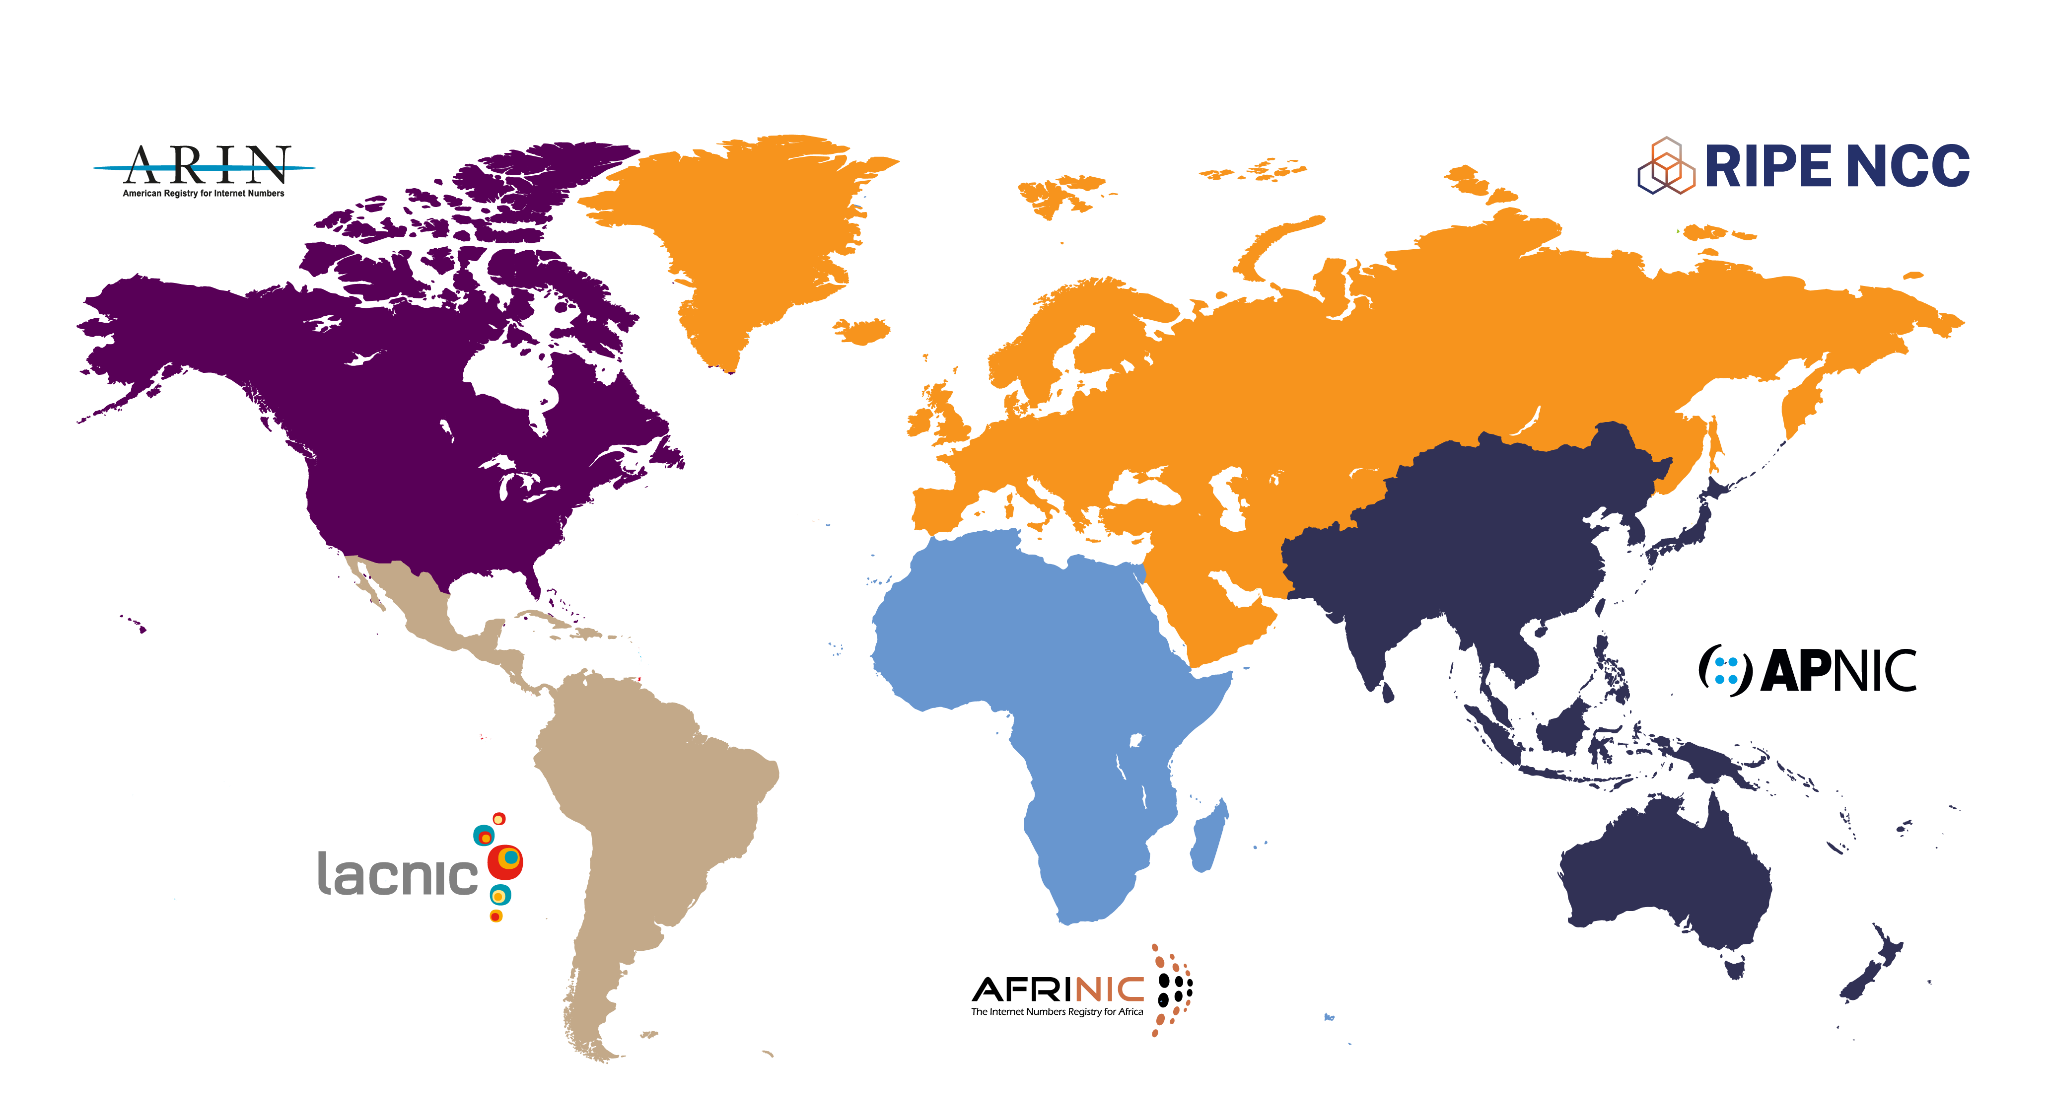 ARIN
American Registry for Internet Numbers
RIPE NCC
APNIC
lacnic
AFRINIC
The Internet Numbers Registry for Africa